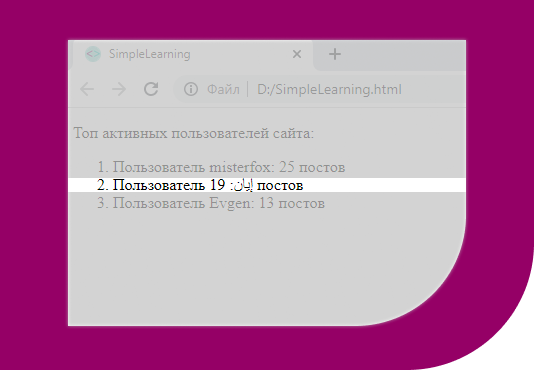 SimpleLearning
Файл D:/SimpleLearning.html
Топ активных пользователей сайта:
1. Пользователь misterfox: 25 постов
2. Пользователь إيان: 19 постов
3. Пользователь Evgen: 13 постов